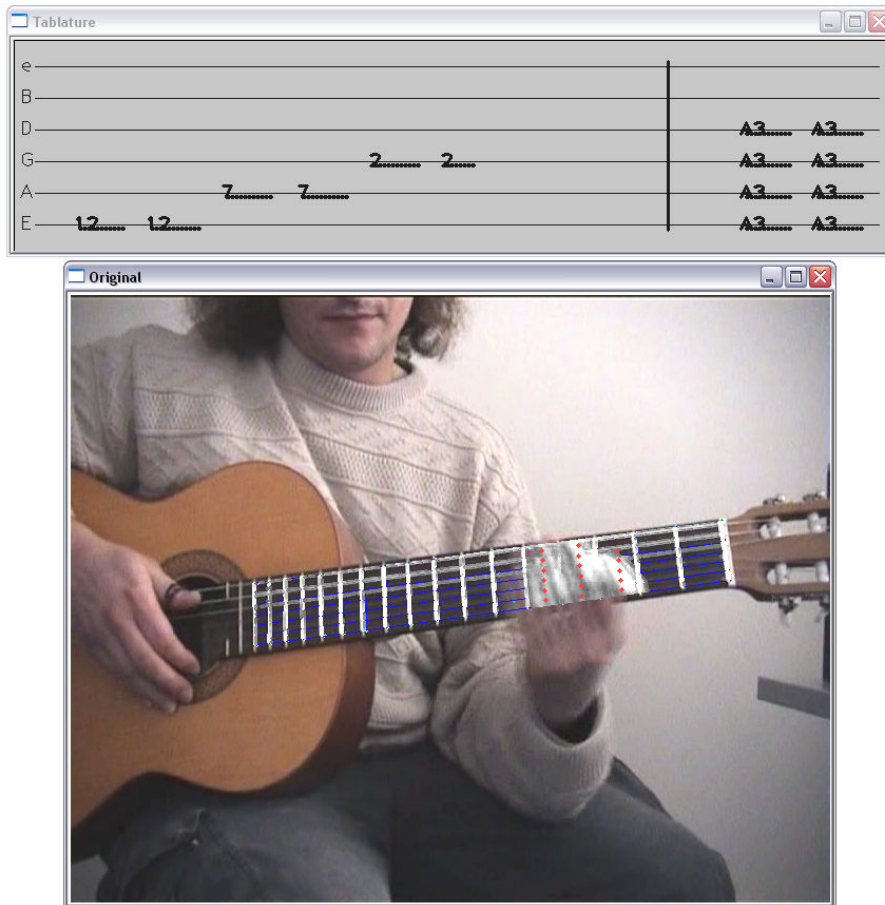 Tablature
e
B
D A3 A3
G 2 2 A3 A3
A 7 7 A3 A3
E 12 12 A3 A3
Original